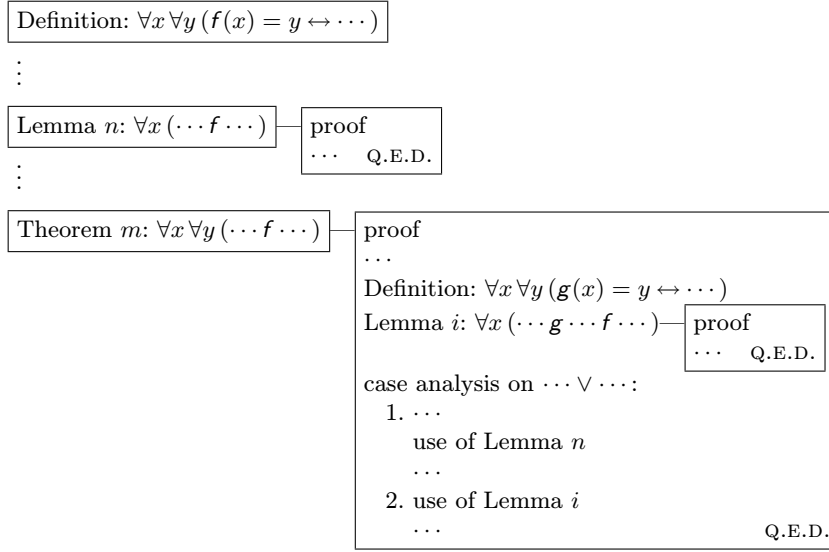 Definition: ∀x ∀y (f(x) = y ↔ ···)
⋮
Lemma n: ∀x (··· f ···)
proof
··· Q.E.D.
⋮
Theorem m: ∀x ∀y (··· f ···)
proof
···
Definition: ∀x ∀y (g(x) = y ↔ ···)
Lemma i: ∀x (··· g ··· f ···)
proof
··· Q.E.D.
case analysis on ··· ∨ ···:
1. ···
use of Lemma n
···
2. use of Lemma i
··· Q.E.D.